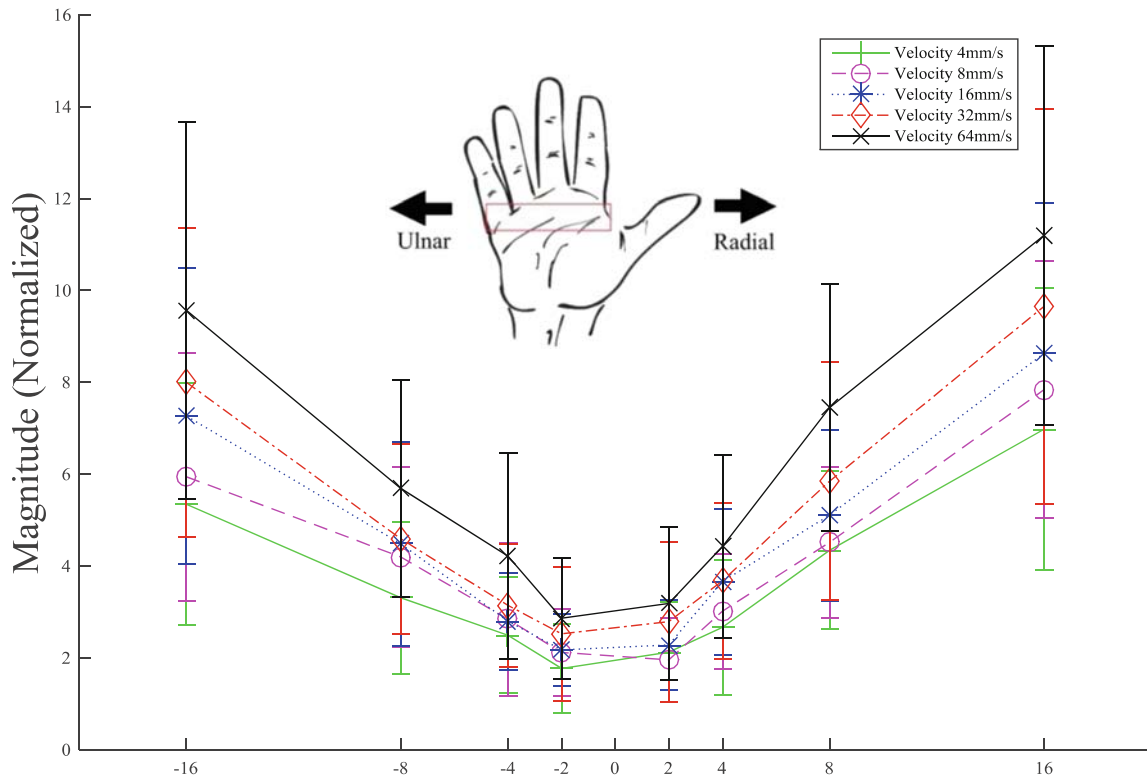 16
14
12
10
8
6
4
2
0
Magnitude (Normalized)
Velocity 4mm/s
Velocity 8mm/s
Velocity 16mm/s
Velocity 32mm/s
Velocity 64mm/s
Ulnar
Radial
-16 -8 -4 -2 0 2 4 8 16